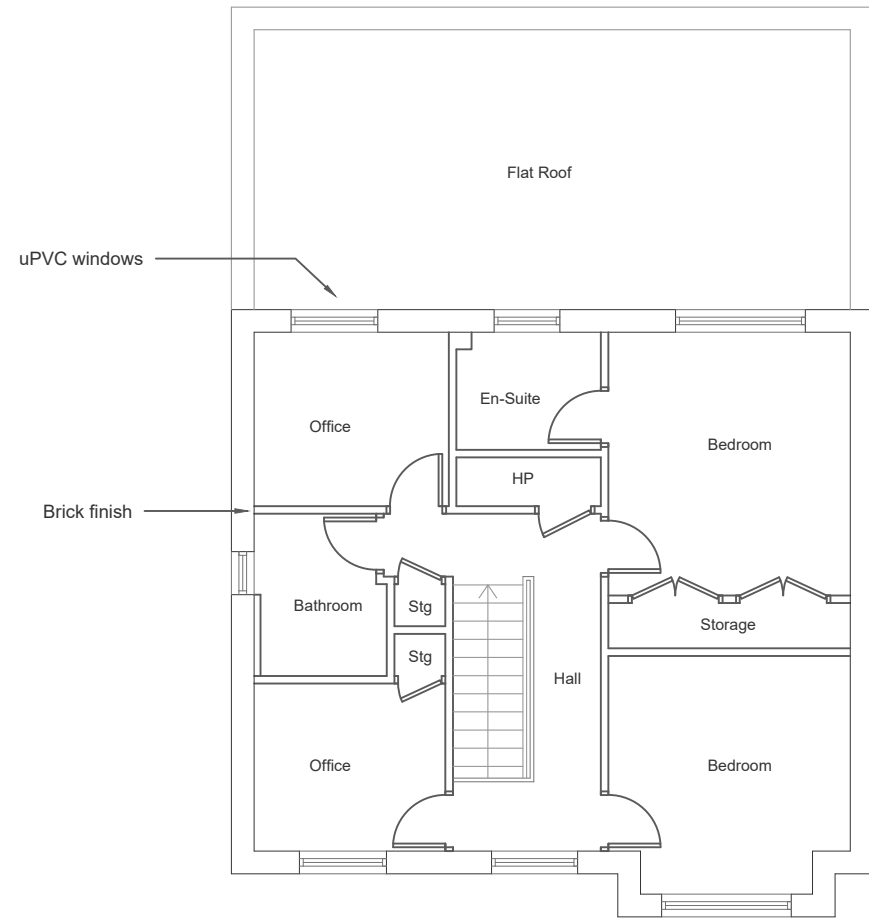 Flat Roof
uPVC windows
En-Suite
Office
Bedroom
HP
Brick finish
Bathroom
Stg
Storage
Stg
Hall
Office
Bedroom